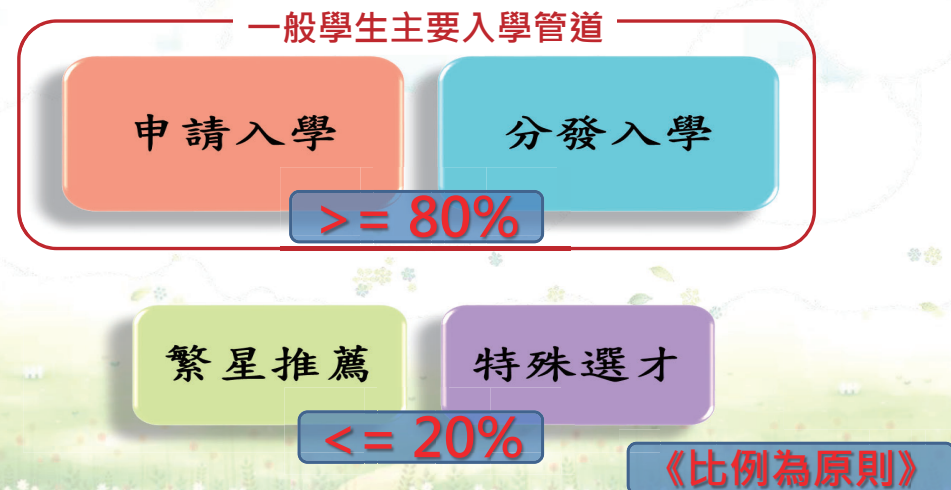 一般學生主要入學管道
申請入學
分發入學
>= 80%
繁星推薦
特殊選才
<= 20%
《比例為原則》